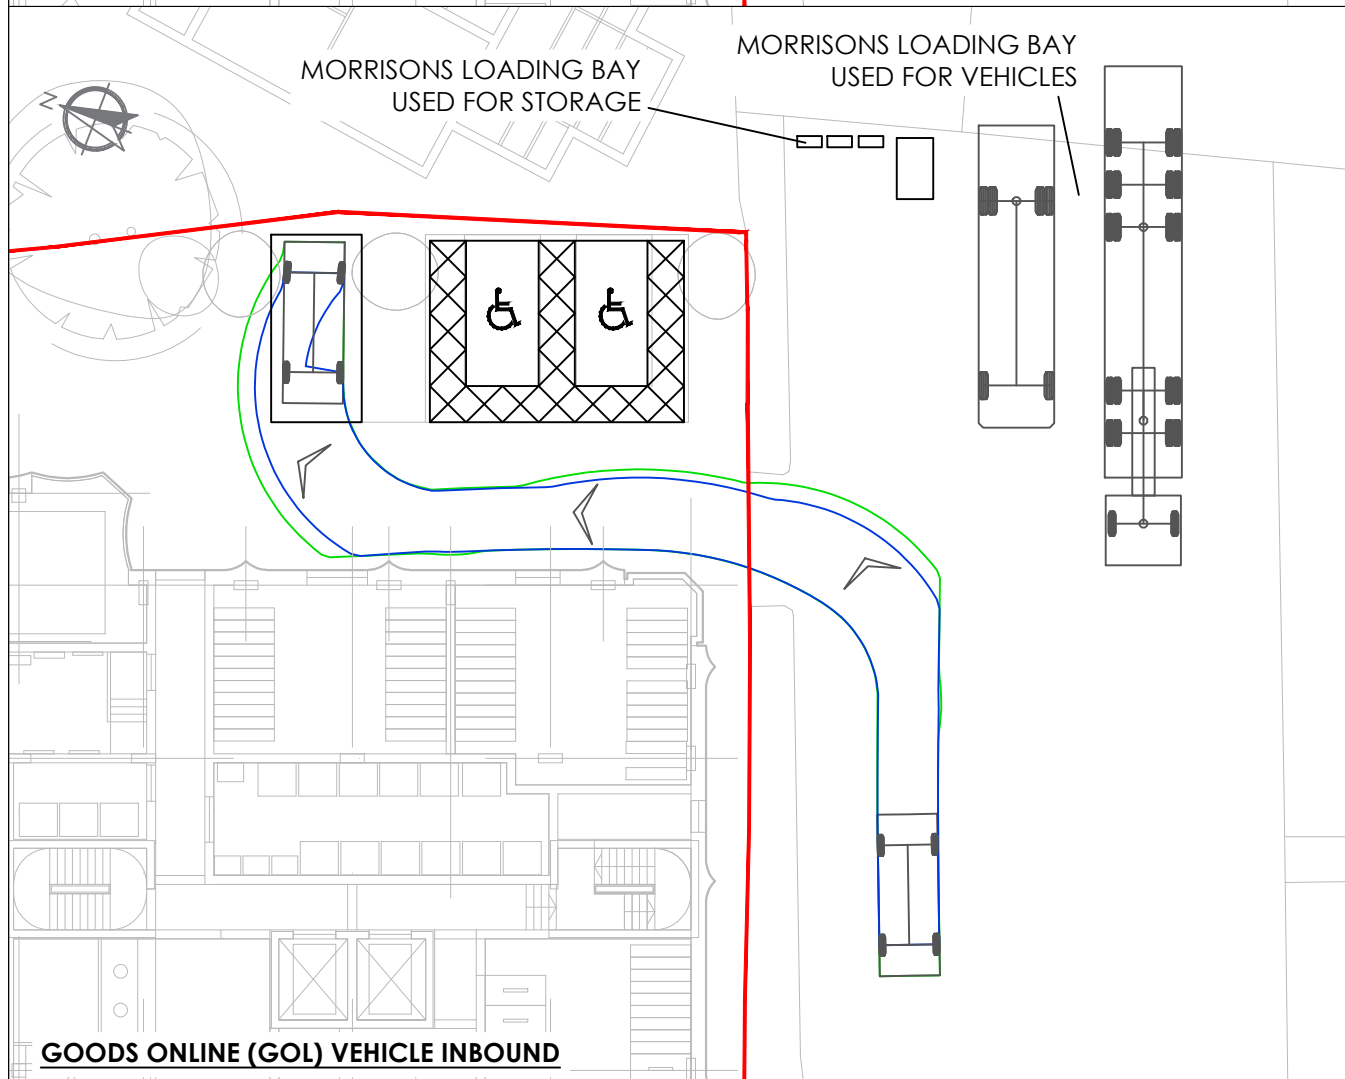 MORRISONS LOADING BAY
USED FOR STORAGE
MORRISONS LOADING BAY
USED FOR VEHICLES
N
GOODS ONLINE (GOL) VEHICLE INBOUND